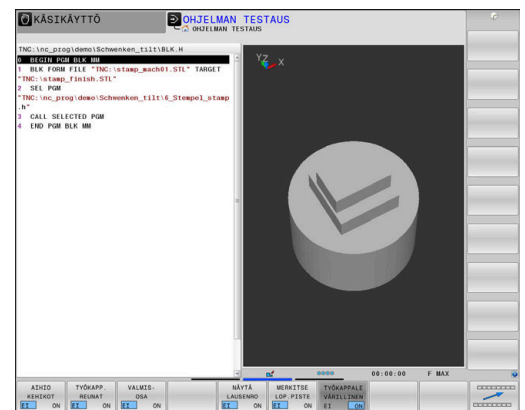 KÄSIKÄYTTÖ
OHJELMAN TESTAUS
OHJELMAN TESTAUS
TNC:\nc_prog\demo\Schwenken_tilt\BLK.H
0 BEGIN PGM BLK MM
1 BLK FORM FILE "TNC:\stamp_mach01.STL" TARGET
"TNC:\stamp_finish.STL"
2 SEL PGM
"TNC:\nc_prog\demo\Schwenken_tilt\6_Stempel_stamp
.h"
3 CALL SELECTED PGM
4 END PGM BLK MM
YZ X
00:00:00 F MAX
AIHIO
KEHIKOT
EI ON
TYÖKAPP.
REUNAT
EI ON
VALMIS-
OSA
EI ON
NÄYTÄ
LAUSENRO
EI ON
MERKITSE
LOP.PISTE
EI ON
TYÖKAPPALE
VÄRILLINEN
EI ON